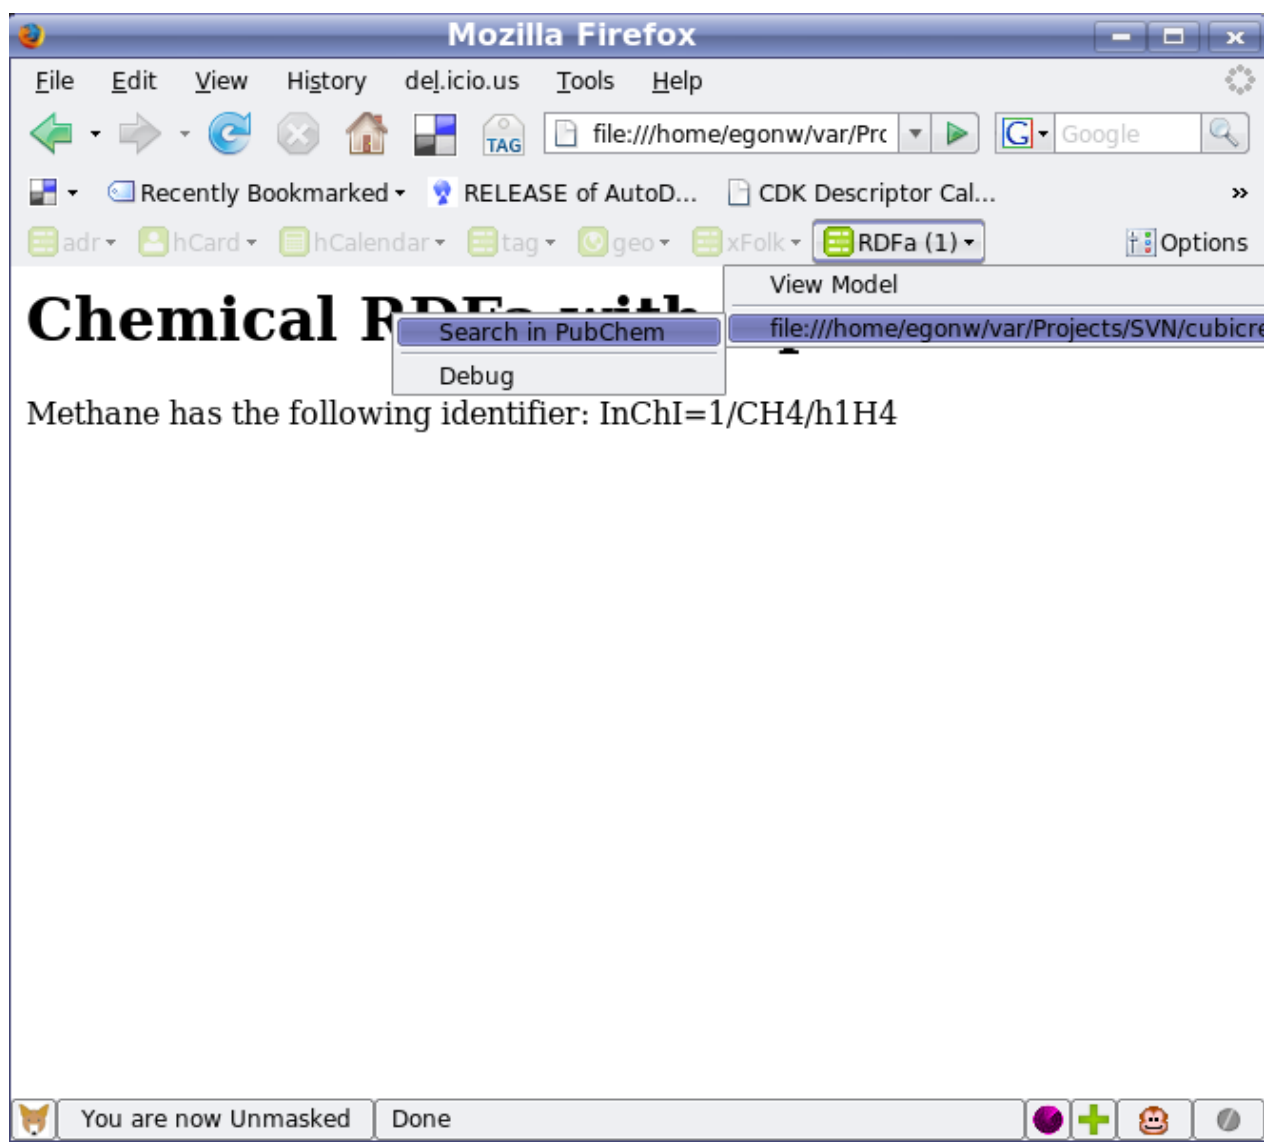 Mozilla Firefox
File Edit View History del.icio.us Tools Help
TAG file:///home/egonw/var/Prc G Google
Recently Bookmarked RELEASE of AutoD... CDK Descriptor Cal... »
adr hCard hCalendar tag geo xFolk RDFa (1) Options
View Model
Chemical RDFa with
file:///home/egonw/var/Projects/SVN/cubicre
Search in PubChem
Debug
Methane has the following identifier: InChI=1/CH4/h1H4
You are now Unmasked Done